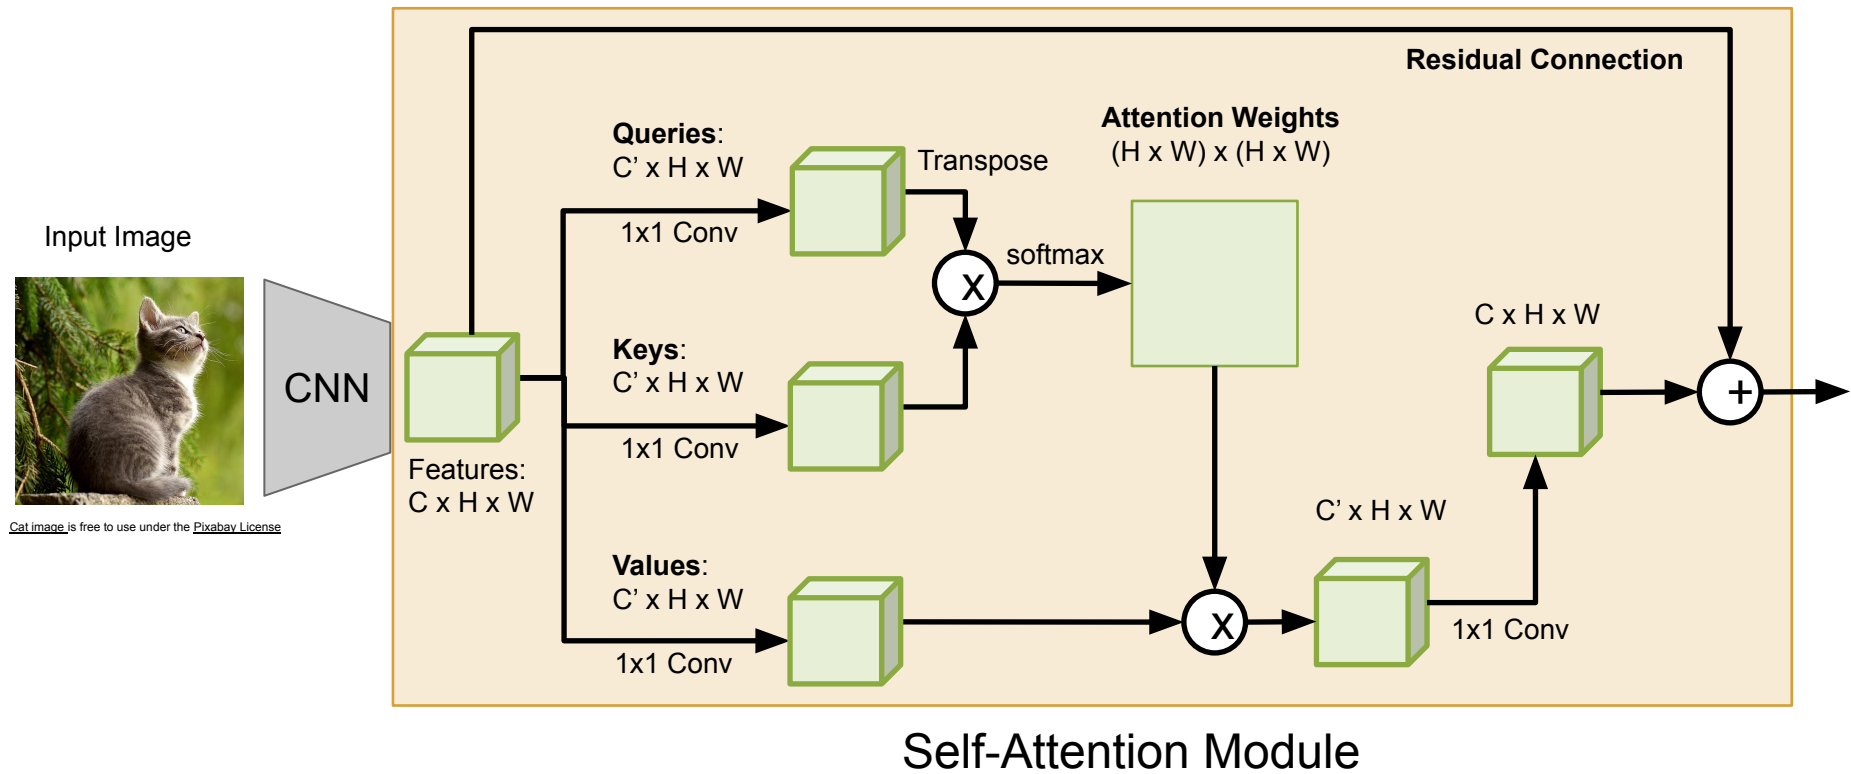 Residual Connection
Attention Weights
(H x W) x (H x W)
Queries:
C’ x H x W
Transpose
1x1 Conv
Input Image
softmax
X
C x H x W
Keys:
C’ x H x W
CNN
+
1x1 Conv
Features:
C x H x W
C’ x H x W
Cat image is free to use under the Pixabay License
Values:
C’ x H x W
X
1x1 Conv
1x1 Conv
Self-Attention Module